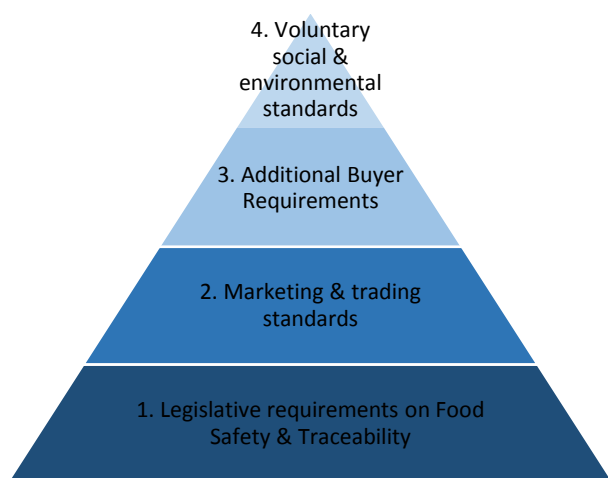 4. Voluntary
social &
environmental
standards
3. Additional Buyer
Requirements
2. Marketing & trading
standards
1. Legislative requirements on Food
Safety & Traceability